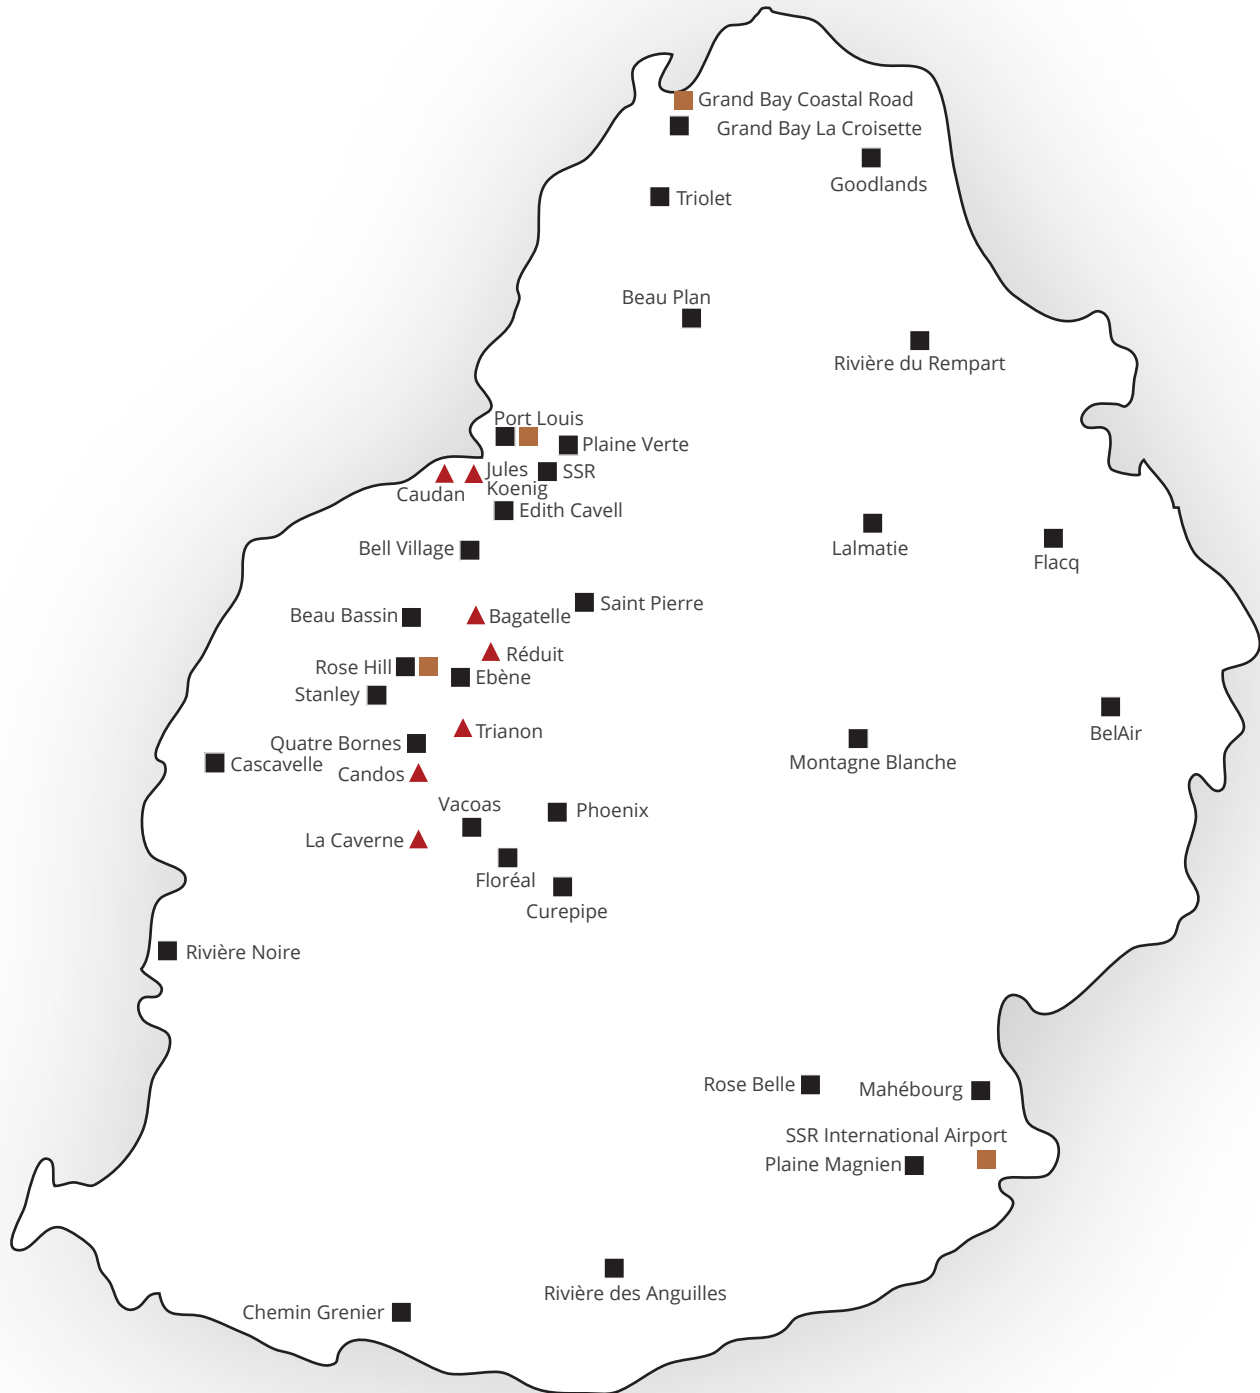 Grand Bay Coastal Road
Grand Bay La Croisette
Goodlands
Triolet
Beau Plan
Rivière du Rempart
Port Louis
Plaine Verte
Jules
Koenig
SSR
Caudan
Edith Cavell
Bell Village
Lalmatie
Flacq
Saint Pierre
Beau Bassin
Bagatelle
Réduit
Rose Hill
Ebène
Stanley
Trianon
BelAir
Quatre Bornes
Cascavelle
Montagne Blanche
Candos
Vacoas
Phoenix
La Caverne
Floréal
Curepipe
Rivière Noire
Rose Belle
Mahébourg
SSR International Airport
Plaine Magnien
Rivière des Anguilles
Chemin Grenier